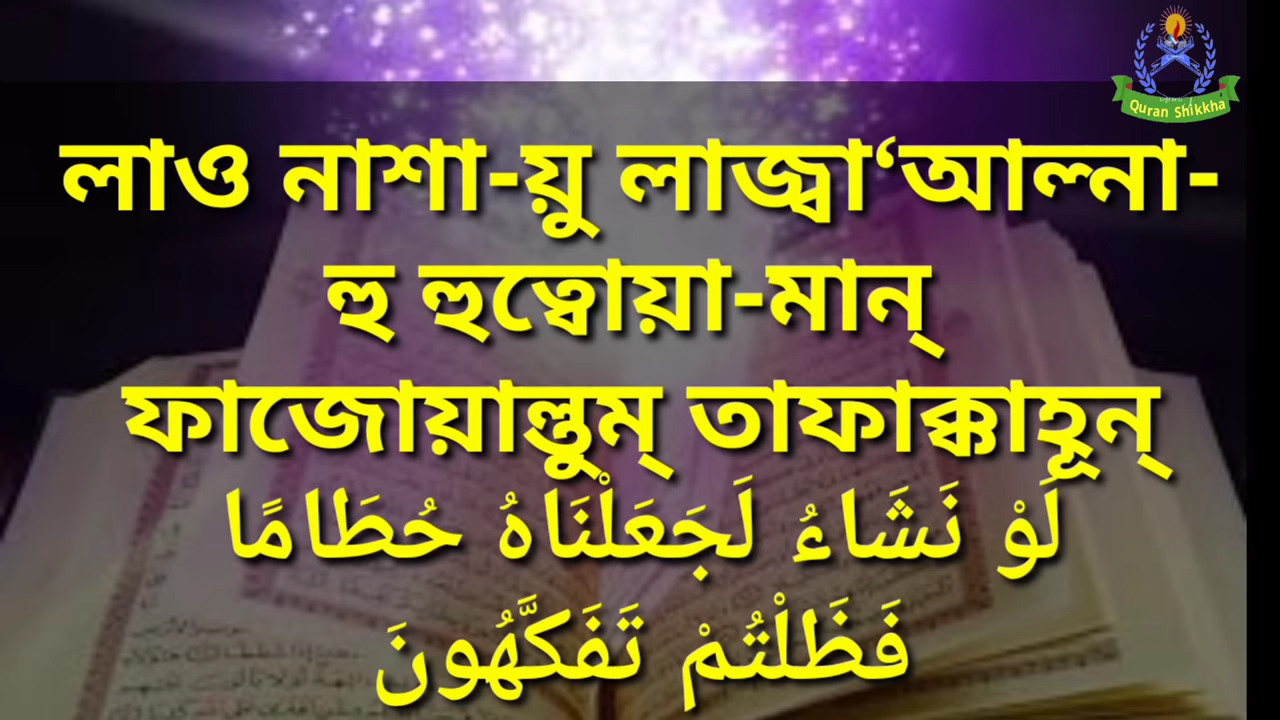 Quran Shikkha
লাও নাশা-য়ু লাজ্বা‘আল্না-
হু হুত্বোয়া-মান্
ফাজোয়াল্তুম্ তাফাক্কাহূন্
لَوْ نَشَاءُ لَجَعَلْنَاهُ حُطَامًا
فَظَلْتُمْ تَفَكَّهُونَ